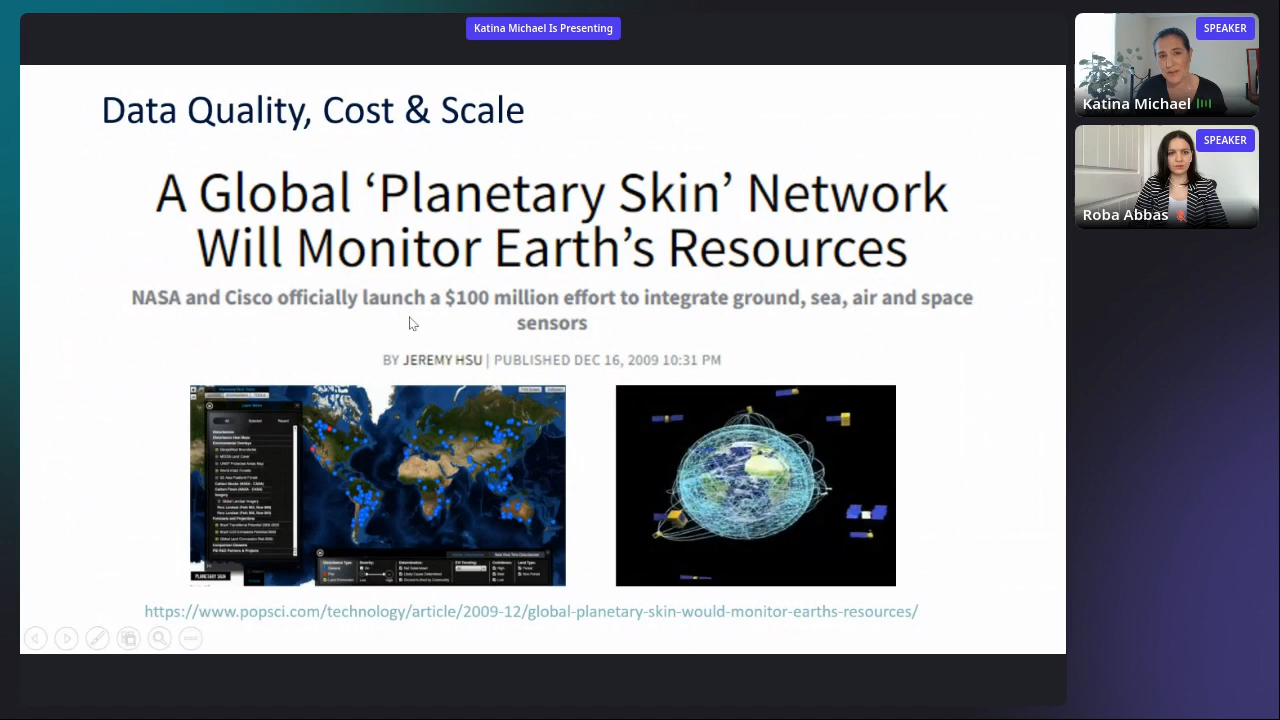 Katina Michael Is Presenting
Data Quality, Cost & Scale
A Global ‘Planetary Skin’ Network
Will Monitor Earth’s Resources
NASA and Cisco officially launch a $100 million effort to integrate ground, sea, air and space
sensors
BY JEREMY HSU | PUBLISHED DEC 16, 2009 10:31 PM
PLANETARY SKIN
https://www.popsci.com/technology/article/2009-12/global-planetary-skin-would-monitor-earths-resources/
SPEAKER
Katina Michael
SPEAKER
Roba Abbas